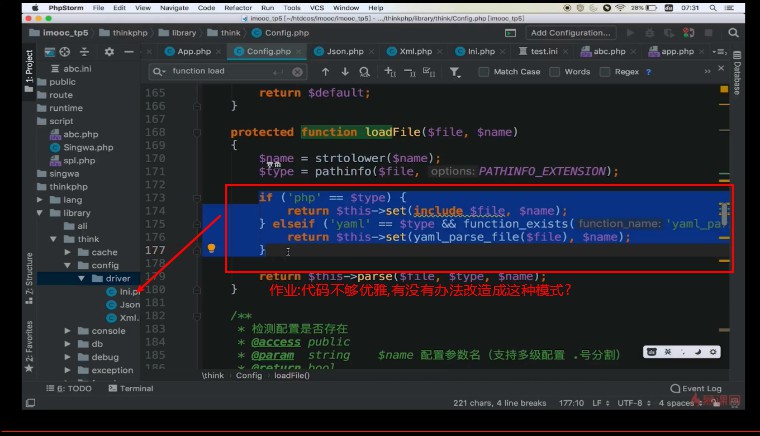 PhpStorm File Edit View Navigate Code Refactor Run Tools VCS Window Help 28% 07:31
imooc_tp5 [~/htdocs/imooc/imooc_tp5] - .../thinkphp/library/think/Config.php [imooc_tp5]
imooc_tp5 thinkphp library think Config.php Add Configuration...
1: Project
App.php Config.php Json.php Xml.php Ini.php test.ini abc.php app.php
function load Match Case Words Regex ?
Database
abc.ini
public
route
runtime
script
abc.php
Singwa.php
spl.php
singwa
thinkphp
lang
library
ali
think
cache
config
driver
Ini.p
Json
Xml.
console
db
debug
exception
Z: Structure
2: Favorites
165 return $default;
166 }
167
168 protected function loadFile($file, $name)
169 {
170 $name = strtolower($name);
171 $type = pathinfo($file, options: PATHINFO_EXTENSION);
172
173 if ('php' == $type) {
174 return $this->set(include $file, $name);
175 } elseif ('yaml' == $type && function_exists( function_name: 'yaml_pa
176 return $this->set(yaml_parse_file($file), $name);
177 }
179 return $this->parse($file, $type, $name);
作业:代码不够优雅,有没有办法改造成这种模式?
180 }
181
182 /**
183 * 检测配置是否存在
184 * @access public
185 * @param string $name 配置参数名（支持多级配置 .号分割）
186 * @return bool
英
\think Config loadFile()
6: TODO Terminal Event Log
221 chars, 4 line breaks 177:10 LF UTF-8 4 spaces